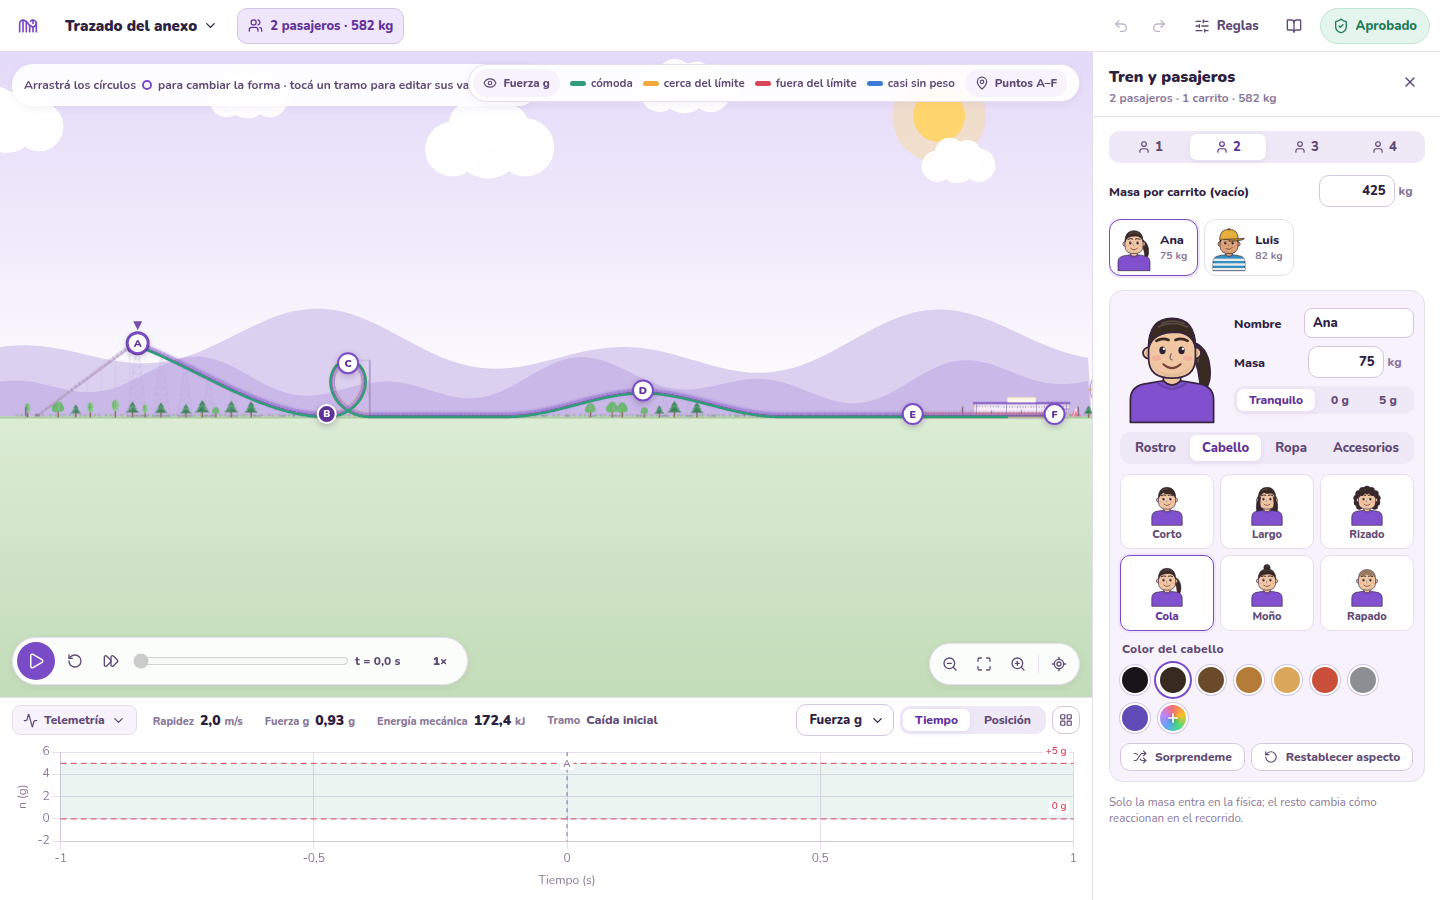 Trazado del anexo
2 pasajeros · 582 kg
Reglas
Aprobado
Arrastrá los círculos para cambiar la forma · tocá un tramo para editar sus va
Fuerza g
cómoda
cerca del límite
fuera del límite
casi sin peso
Puntos A–F
A
B
C
D
E
F
t = 0,0 s
1×
Telemetría
Rapidez 2,0 m/s
Fuerza g 0,93 g
Energía mecánica 172,4 kJ
Tramo Caída inicial
Fuerza g
Tiempo
Posición
6
4
2
0
-2
n (g)
+5 g
0 g
A
-1
-0,5
0
0,5
1
Tiempo (s)
Tren y pasajeros
2 pasajeros · 1 carrito · 582 kg
1
2
3
4
Masa por carrito (vacío)
425 kg
Ana
75 kg
Luis
82 kg
Nombre
Ana
Masa
75 kg
Tranquilo
0 g
5 g
Rostro
Cabello
Ropa
Accesorios
Corto
Largo
Rizado
Cola
Moño
Rapado
Color del cabello
Sorprendeme
Restablecer aspecto
Solo la masa entra en la física; el resto cambia cómo
reaccionan en el recorrido.